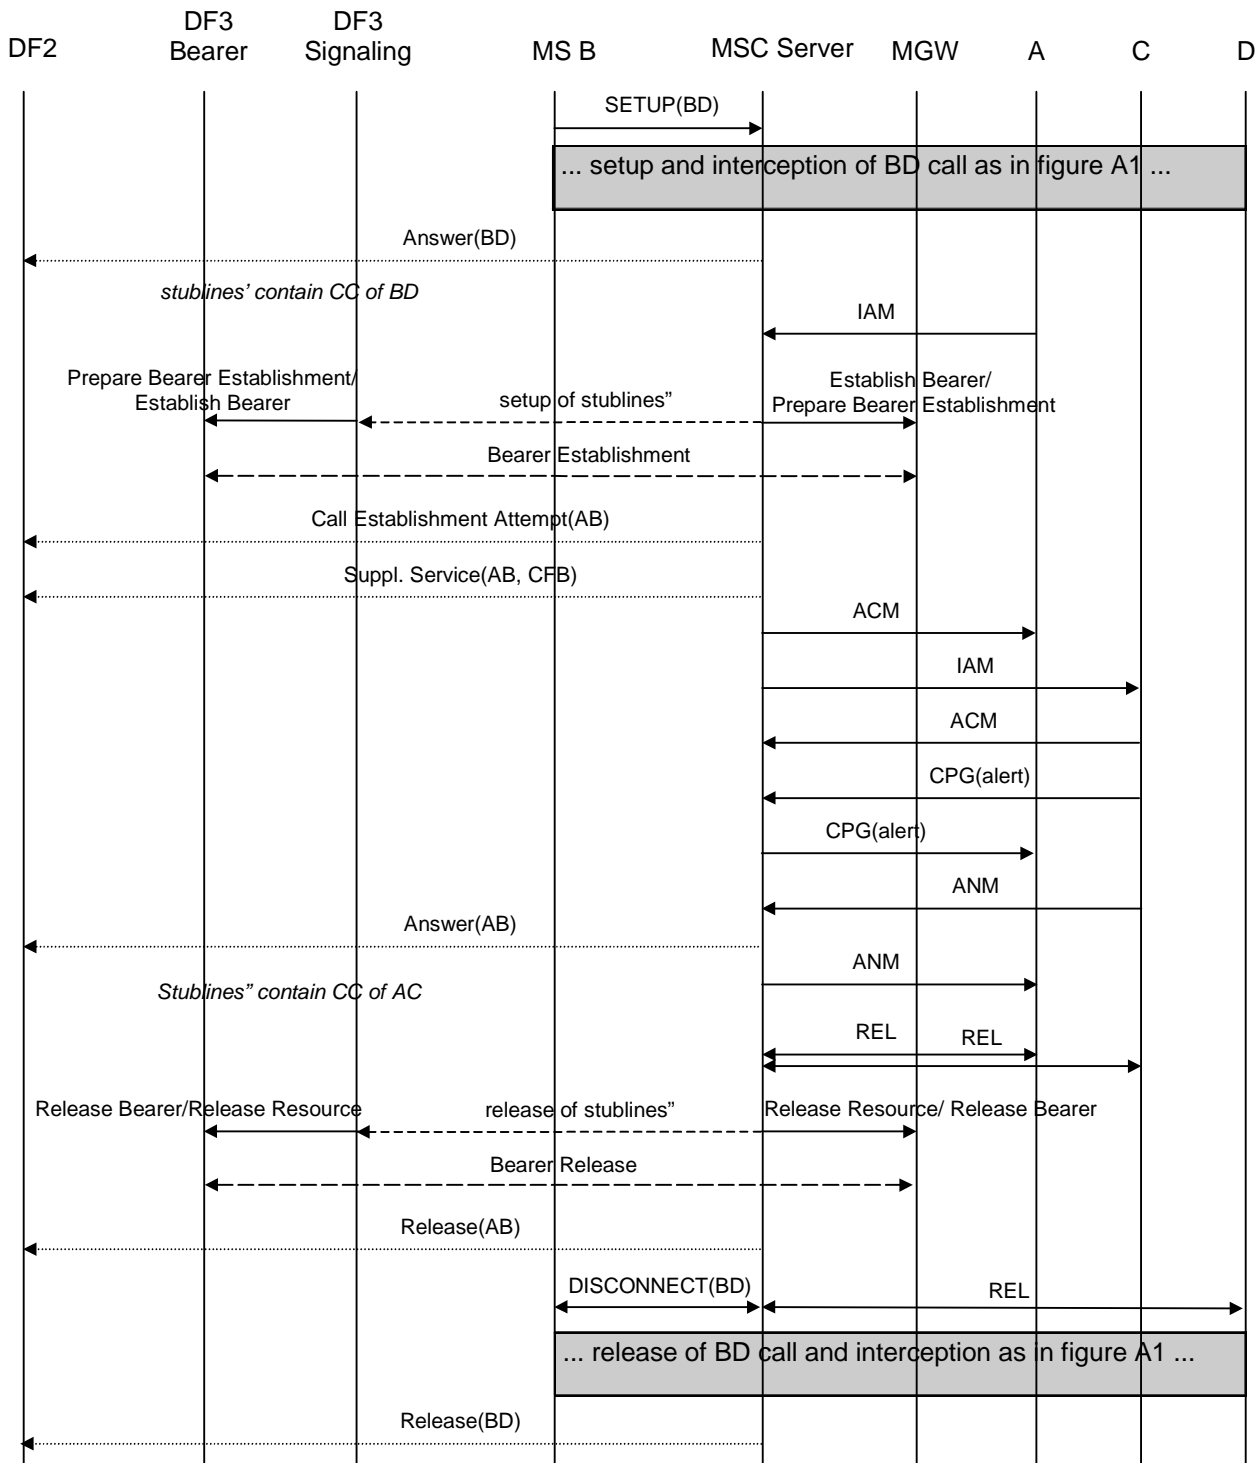 DF2
DF3
Bearer
DF3
Signaling
MS B
MSC Server
MGW
A
C
D
SETUP(BD)
... setup and interception of BD call as in figure A1 ...
Answer(BD)
stublines’ contain CC of BD
IAM
Prepare Bearer Establishment/
Establish Bearer
setup of stublines”
Establish Bearer/
Prepare Bearer Establishment
Bearer Establishment
Call Establishment Attempt(AB)
Suppl. Service(AB, CFB)
ACM
IAM
ACM
CPG(alert)
CPG(alert)
ANM
Answer(AB)
ANM
Stublines” contain CC of AC
REL
REL
Release Bearer/Release Resource
release of stublines”
Release Resource/ Release Bearer
Bearer Release
Release(AB)
DISCONNECT(BD)
REL
... release of BD call and interception as in figure A1 ...
Release(BD)